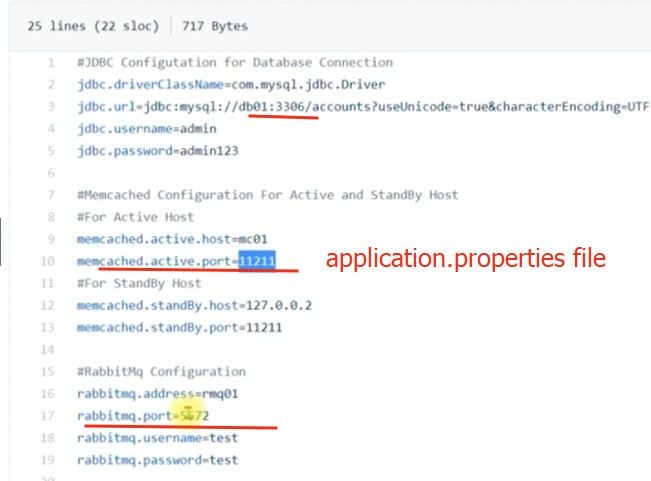 25 lines (22 sloc) 717 Bytes
1 #JDBC Configutation for Database Connection
2 jdbc.driverClassName=com.mysql.jdbc.Driver
3 jdbc.url=jdbc:mysql://db01:3306/accounts?useUnicode=true&characterEncoding=UTF
4 jdbc.username=admin
5 jdbc.password=admin123
6
7 #Memcached Configuration For Active and StandBy Host
8 #For Active Host
9 memcached.active.host=mc01
10 memcached.active.port=11211 application.properties file
11 #For StandBy Host
12 memcached.standBy.host=127.0.0.2
13 memcached.standBy.port=11211
14
15 #RabbitMq Configuration
16 rabbitmq.address=rmq01
17 rabbitmq.port=5672
18 rabbitmq.username=test
19 rabbitmq.password=test